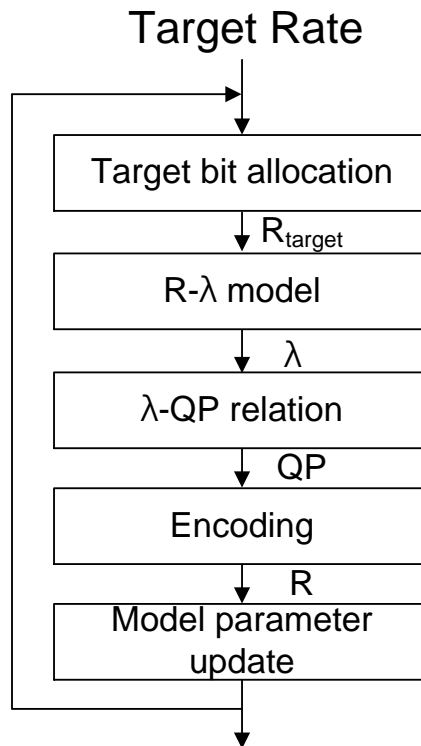 Target Rate
Target bit allocation
Rtarget
R-λ model
λ
λ-QP relation
QP
Encoding
R
Model parameter
update